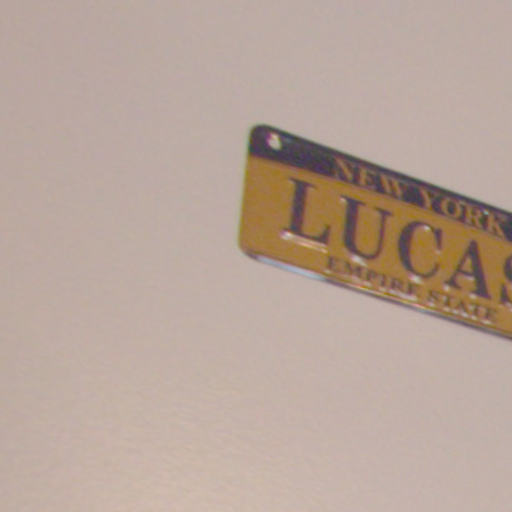 NEW YORK
LUCAS
EMPIRE STATE